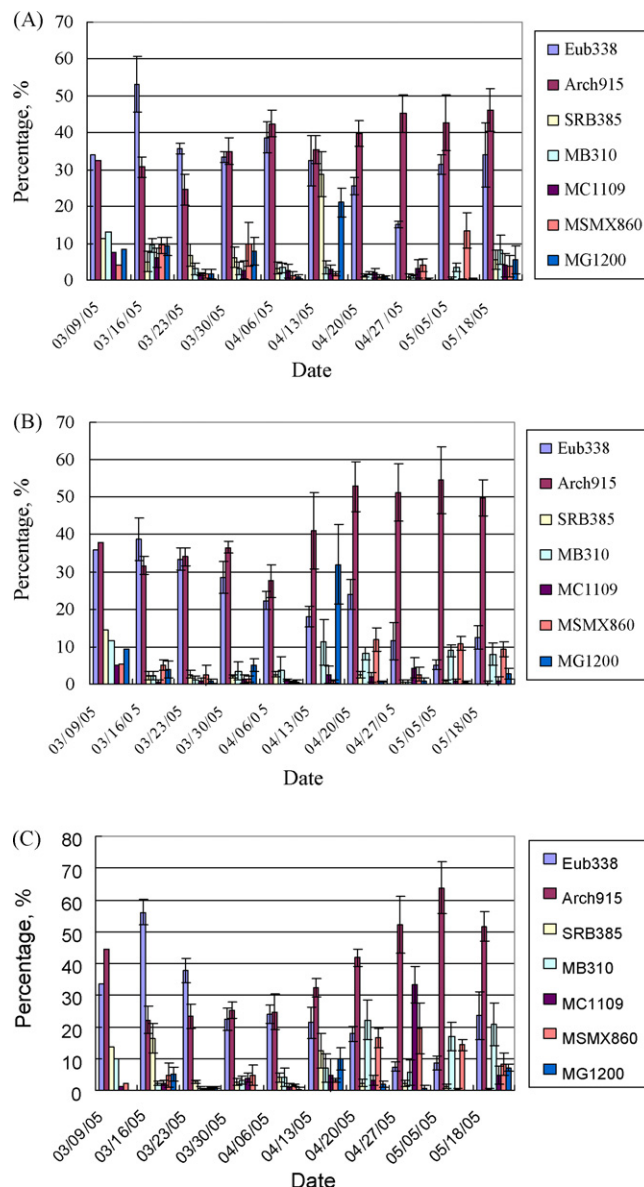 (A)
70
60
50
40
30
20
10
0
Percentage, %
03/09/05
03/16/05
03/23/05
03/30/05
04/06/05
04/13/05
04/20/05
04/27/05
05/05/05
05/18/05
Date
Eub338
Arch915
SRB385
MB310
MC1109
MSMX860
MG1200
(B)
70
60
50
40
30
20
10
0
Percentage, %
03/09/05
03/16/05
03/23/05
03/30/05
04/06/05
04/13/05
04/20/05
04/27/05
05/05/05
05/18/05
Date
Eub338
Arch915
SRB385
MB310
MC1109
MSMX860
MG1200
(C)
80
70
60
50
40
30
20
10
0
Percentage, %
03/09/05
03/16/05
03/23/05
03/30/05
04/06/05
04/13/05
04/20/05
04/27/05
05/05/05
05/18/05
Date
Eub338
Arch915
SRB385
MB310
MC1109
MSMX860
MG1200